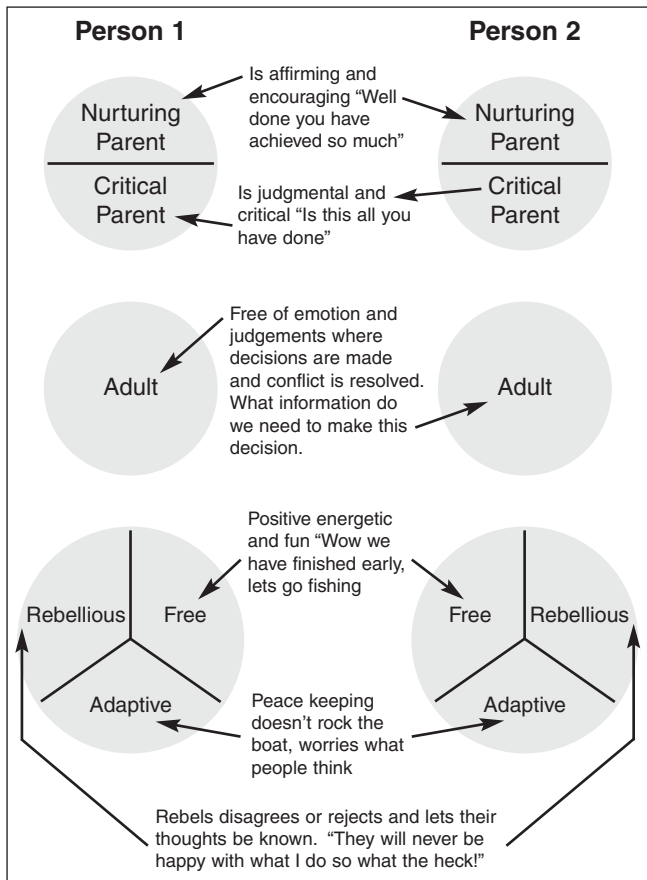 Person 1
Person 2
Nurturing
Parent
Critical
Parent
Is affirming and
encouraging “Well
done you have
achieved so much”
Nurturing
Parent
Critical
Parent
Is judgmental and
critical “Is this all you
have done”
Adult
Free of emotion and
judgements where
decisions are made
and conflict is resolved.
What information do
we need to make this
decision.
Adult
Positive energetic
and fun “Wow we
have finished early,
lets go fishing
Rebellious
Free
Adaptive
Free
Rebellious
Adaptive
Peace keeping
doesn’t rock the
boat, worries what
people think
Rebels disagrees or rejects and lets their
thoughts be known. “They will never be
happy with what I do so what the heck!”